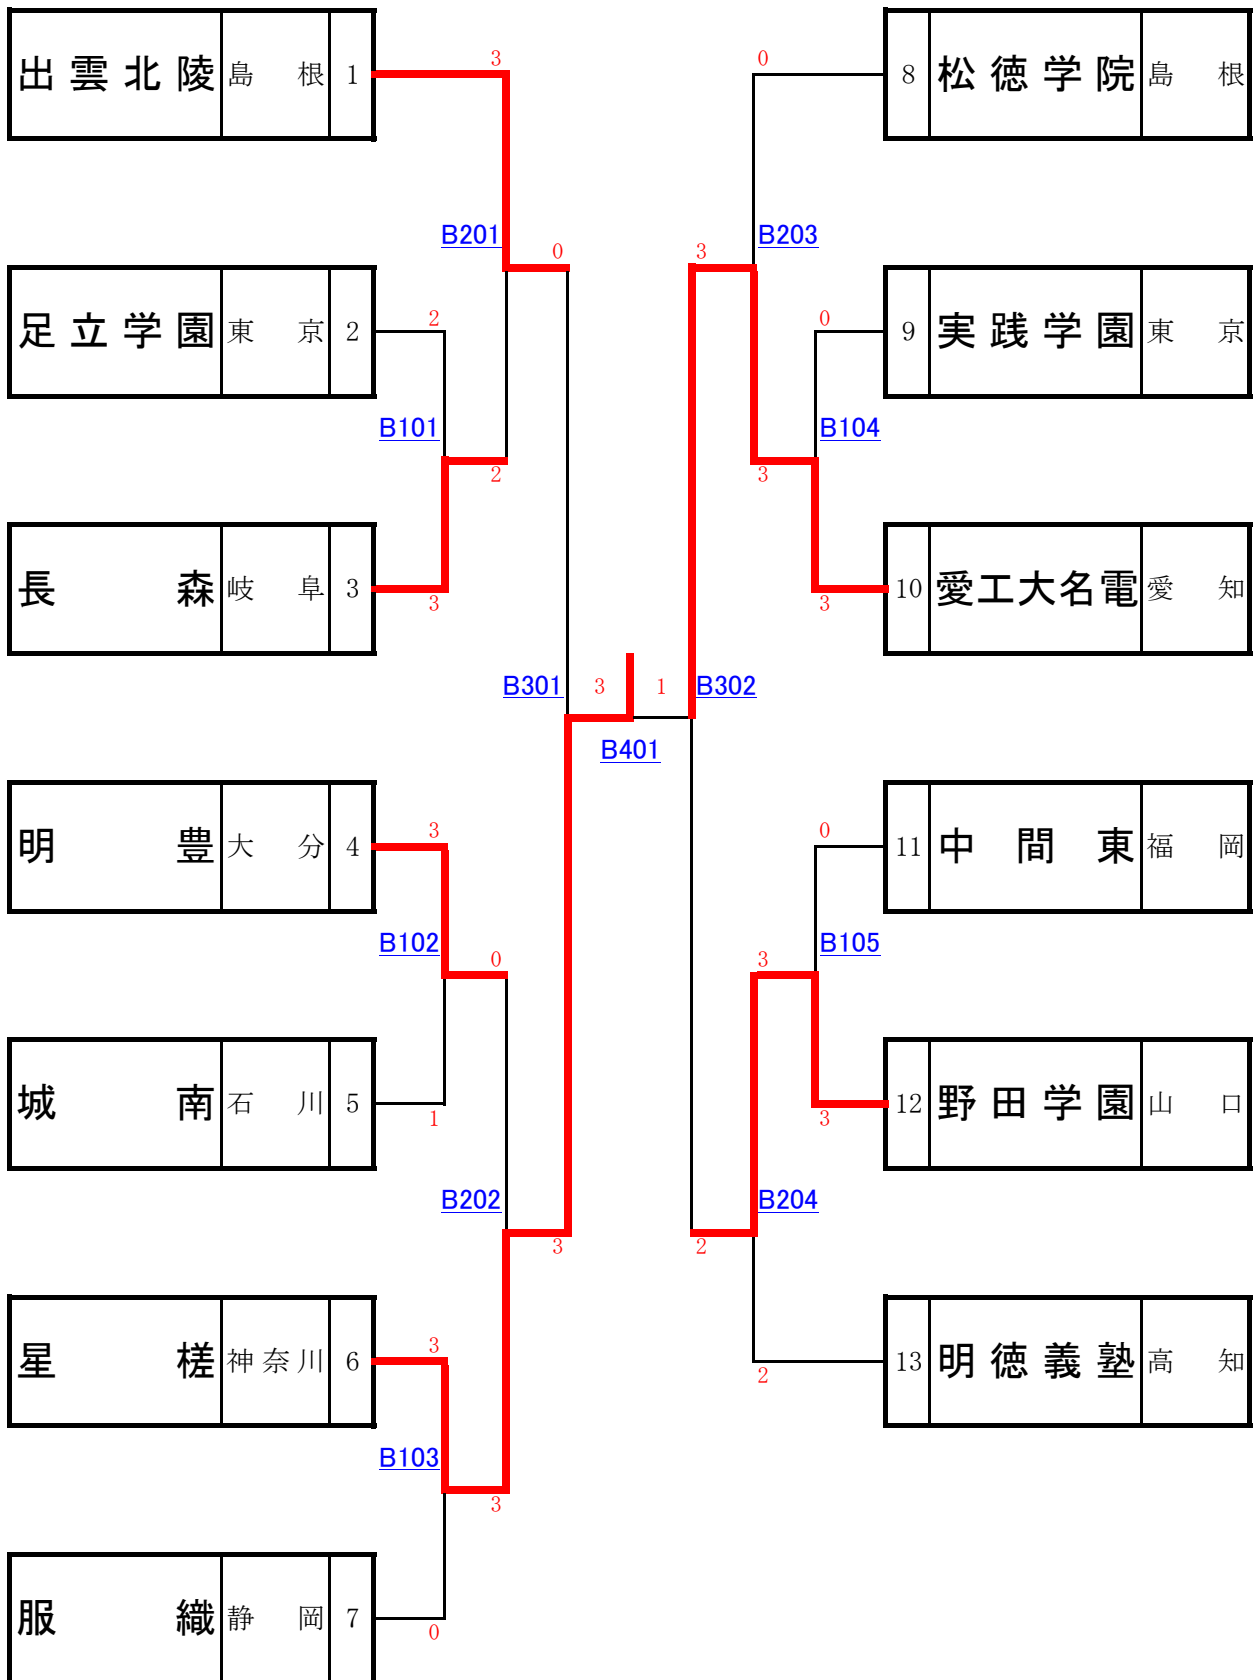 出雲北陵 島根 1
3
0
8 松徳学院 島根
B201
0
3
B203
足立学園 東京 2
2
0
9 実践学園 東京
B101
B104
2
3
長森 岐阜 3
3
3
10 愛工大名電 愛知
B301 3 1 B302
B401
明豊 大分 4
3
0
11 中間東 福岡
B102
0
3
B105
城南 石川 5
1
3
12 野田学園 山口
B202
B204
3
2
星槎 神奈川 6
3
2
13 明徳義塾 高知
B103
3
服織 静岡 7
0